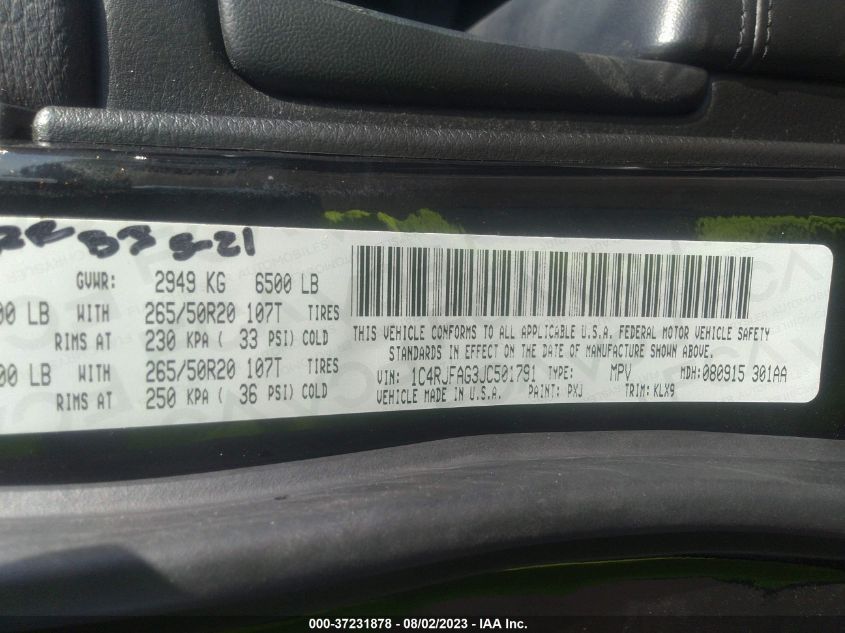 B3 8-21
GVWR: 2949 KG 6500 LB
00 LB WITH 265/50R20 107T TIRES
RIMS AT 230 KPA ( 33 PSI) COLD
00 LB WITH 265/50R20 107T TIRES
RIMS AT 250 KPA ( 36 PSI) COLD
THIS VEHICLE CONFORMS TO ALL APPLICABLE U.S.A. FEDERAL MOTOR VEHICLE SAFETY
STANDARDS IN EFFECT ON THE DATE OF MANUFACTURE SHOWN ABOVE.
VIN: 1C4RJFAG3JC501791 TYPE: MPV MDH:080915 301AA
VEHICLE MADE IN U.S.A. PAINT: PXJ TRIM:KLX9
000-37231878 - 08/02/2023 - IAA Inc.